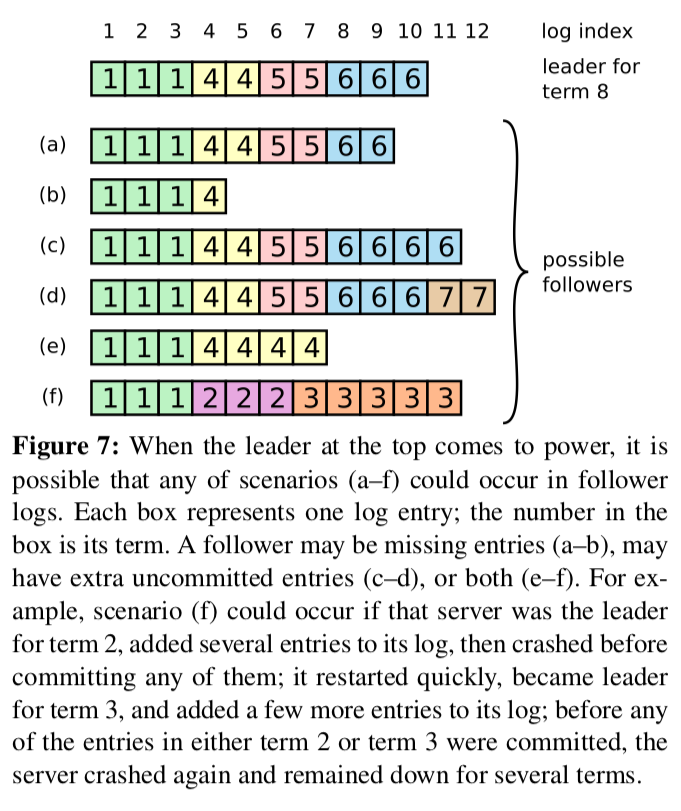 1 2 3 4 5 6 7 8 9 10 11 12 log index
1 1 1 4 4 5 5 6 6 6 leader for
term 8
(a) 1 1 1 4 4 5 5 6 6
(b) 1 1 1 4
(c) 1 1 1 4 4 5 5 6 6 6 6
(d) 1 1 1 4 4 5 5 6 6 6 7 7
(e) 1 1 1 4 4 4 4
(f) 1 1 1 2 2 2 3 3 3 3 3
possible
followers
Figure 7: When the leader at the top comes to power, it is
possible that any of scenarios (a–f) could occur in follower
logs. Each box represents one log entry; the number in the
box is its term. A follower may be missing entries (a–b), may
have extra uncommitted entries (c–d), or both (e–f). For ex-
ample, scenario (f) could occur if that server was the leader
for term 2, added several entries to its log, then crashed before
committing any of them; it restarted quickly, became leader
for term 3, and added a few more entries to its log; before any
of the entries in either term 2 or term 3 were committed, the
server crashed again and remained down for several terms.